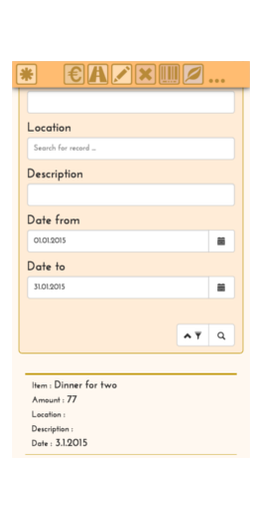 ...
Location
Search for record ...
Description
Date from
01.01.2015
Date to
31.01.2015
Item : Dinner for two
Amount : 77
Location :
Description :
Date : 3.1.2015